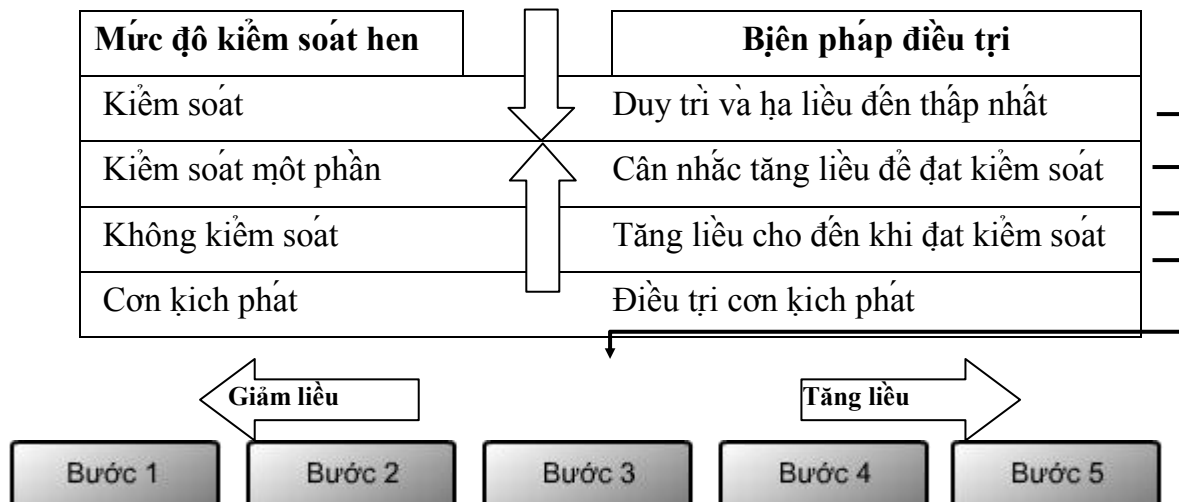 Mức độ kiểm soát hen Biện pháp điều trị
Kiểm soát Duy trì và hạ liều đến thấp nhất
Kiểm soát một phần Cân nhắc tăng liều để đạt kiểm soát
Không kiểm soát Tăng liều cho đến khi đạt kiểm soát
Cơn kịch phát Điều trị cơn kịch phát
Giảm liều Tăng liều
Bước 1 Bước 2 Bước 3 Bước 4 Bước 5